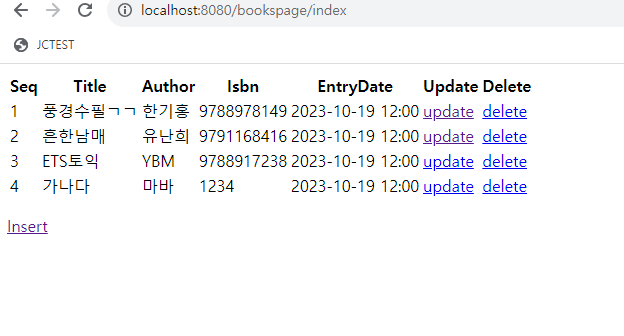 localhost:8080/bookspage/index
JCTEST
Seq Title Author Isbn EntryDate Update Delete
1 풍경수필ㄱㄱ 한기홍 9788978149 2023-10-19 12:00 update delete
2 흔한남매 유난희 9791168416 2023-10-19 12:00 update delete
3 ETS토익 YBM 9788917238 2023-10-19 12:00 update delete
4 가나다 마바 1234 2023-10-19 12:00 update delete
Insert